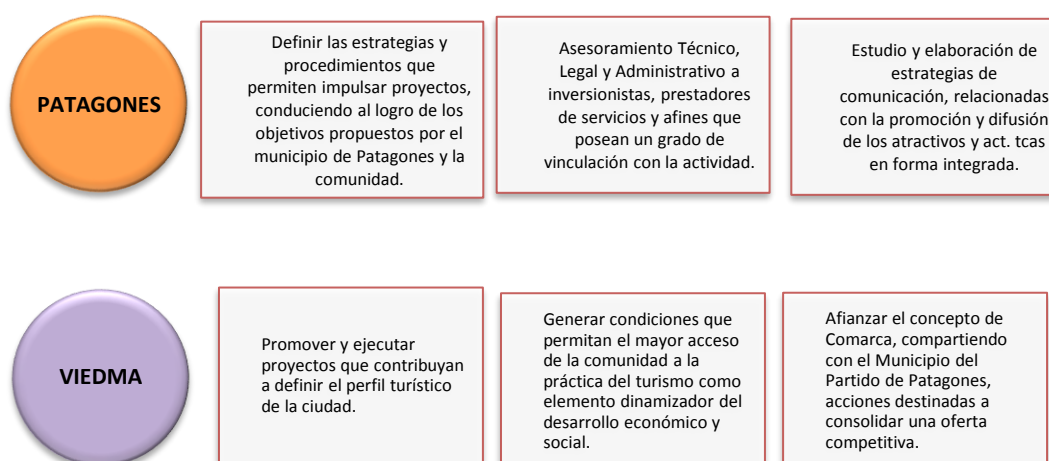 PATAGONES
Definir las estrategias y
procedimientos que
permiten impulsar proyectos,
conduciendo al logro de los
objetivos propuestos por el
municipio de Patagones y la
comunidad.
Asesoramiento Técnico,
Legal y Administrativo a
inversionistas, prestadores
de servicios y afines que
posean un grado de
vinculación con la actividad.
Estudio y elaboración de
estrategias de
comunicación, relacionadas
con la promoción y difusión
de los atractivos y act. tcas
en forma integrada.
VIEDMA
Promover y ejecutar
proyectos que contribuyan
a definir el perfil turístico
de la ciudad.
Generar condiciones que
permitan el mayor acceso
de la comunidad a la
práctica del turismo como
elemento dinamizador del
desarrollo económico y
social.
Afianzar el concepto de
Comarca, compartiendo
con el Municipio del
Partido de Patagones,
acciones destinadas a
consolidar una oferta
competitiva.